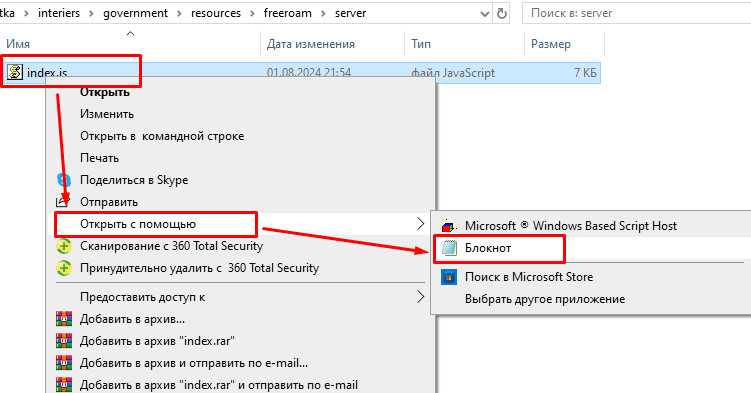 tka › interiers › government › resources › freeroam › server
Поиск в: server
Имя Дата изменения Тип Размер
index.js 01.08.2024 21:54 файл JavaScript 7 КБ
Открыть
Изменить
Открыть в командной строке
Печать
Поделиться в Skype
Отправить
Открыть с помощью
Сканирование с 360 Total Security
Принудительно удалить с 360 Total Security
Предоставить доступ к
Добавить в архив...
Добавить в архив "index.rar"
Добавить в архив и отправить по e-mail...
Добавить в архив "index.rar" и отправить по e-mail
Microsoft ® Windows Based Script Host
Блокнот
Поиск в Microsoft Store
Выбрать другое приложение